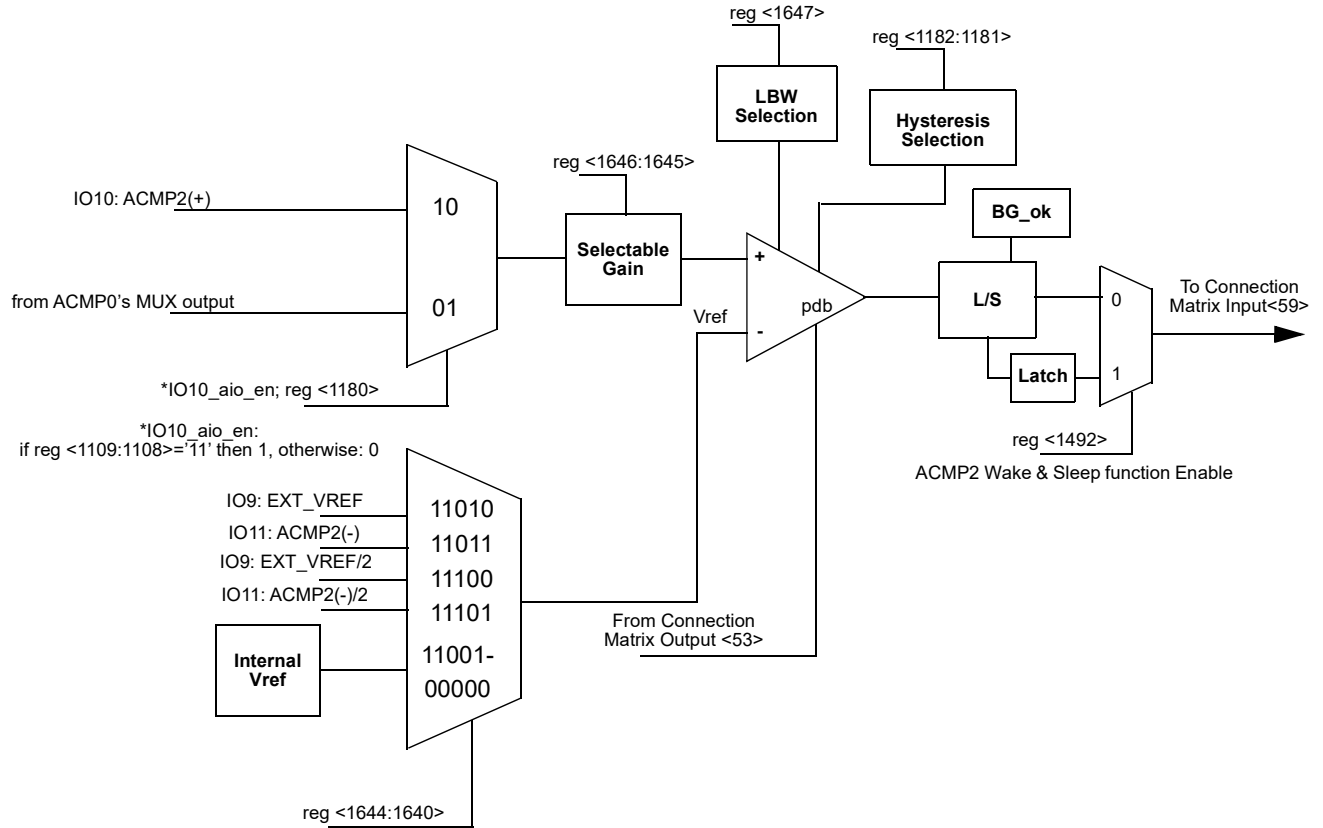 reg <1647>
reg <1182:1181>
LBW
Selection
Hysteresis
Selection
reg <1646:1645>
IO10: ACMP2(+)
10
BG_ok
Selectable
Gain
+
from ACMP0’s MUX output
01
L/S
0
To Connection
Matrix Input<59>
pdb
Vref
-
Latch
1
*IO10_aio_en; reg <1180>
*IO10_aio_en:
if reg <1109:1108>=’11’ then 1, otherwise: 0
reg <1492>
ACMP2 Wake & Sleep function Enable
IO9: EXT_VREF
11010
IO11: ACMP2(-)
11011
IO9: EXT_VREF/2
11100
IO11: ACMP2(-)/2
11101
From Connection
Matrix Output <53>
Internal
Vref
11001-
00000
reg <1644:1640>